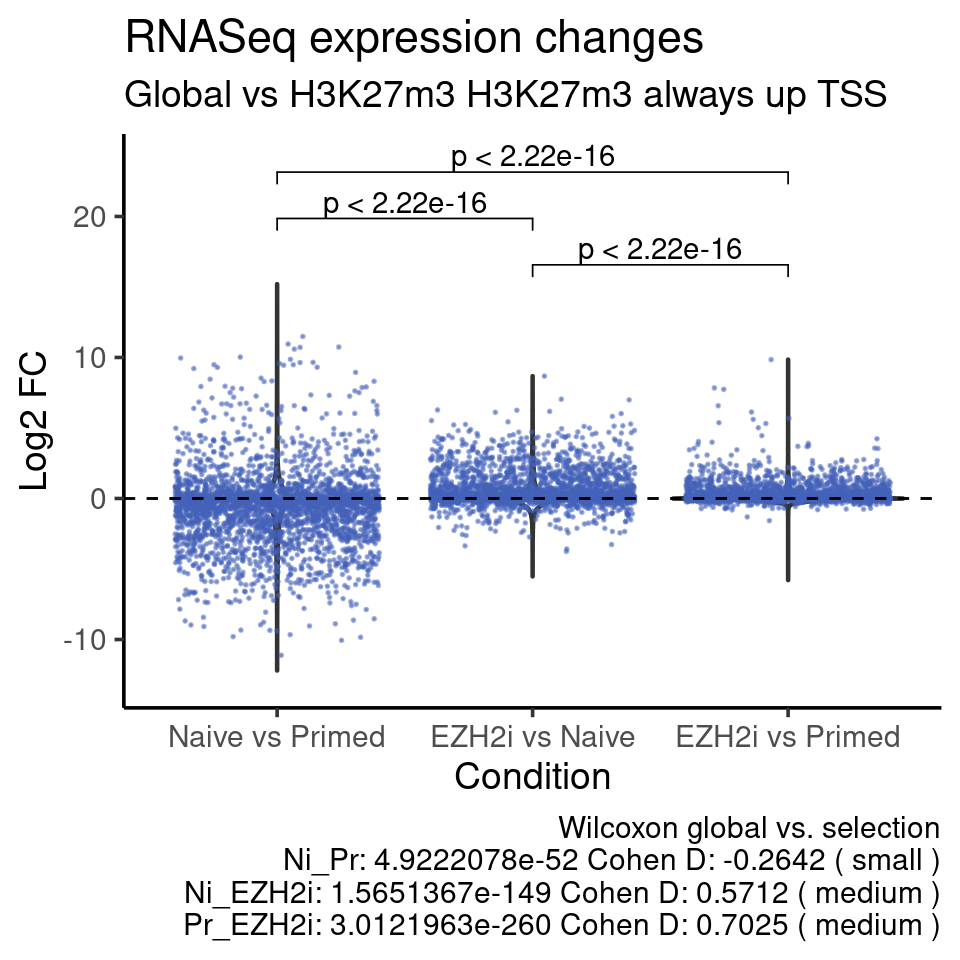 RNASeq expression changes
Global vs H3K27m3 H3K27m3 always up TSS
p < 2.22e-16
p < 2.22e-16
p < 2.22e-16
20
10
0
-10
Log2 FC
Naive vs Primed
EZH2i vs Naive
EZH2i vs Primed
Condition
Wilcoxon global vs. selection
Ni_Pr: 4.9222078e-52 Cohen D: -0.2642 ( small )
Ni_EZH2i: 1.5651367e-149 Cohen D: 0.5712 ( medium )
Pr_EZH2i: 3.0121963e-260 Cohen D: 0.7025 ( medium )